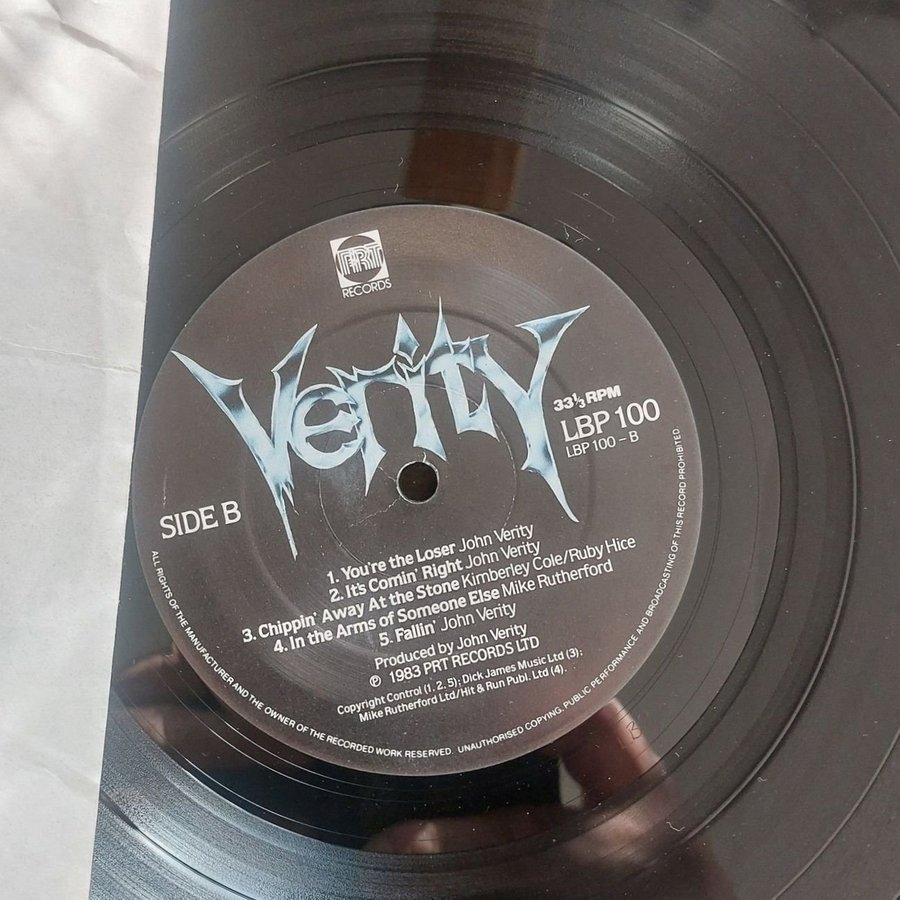 PRT
RECORDS
Verity
33⅓ RPM
LBP 100
LBP 100 – B
SIDE B
1. You're the Loser John Verity
2. It's Comin' Right John Verity
3. Chippin' Away At the Stone Kimberley Cole/Ruby Hice
4. In the Arms of Someone Else Mike Rutherford
5. Fallin' John Verity
Produced by John Verity
℗ 1983 PRT RECORDS LTD
Copyright Control (1, 2, 5); Dick James Music Ltd (3);
Mike Rutherford Ltd/Hit & Run Publ. Ltd (4).
ALL RIGHTS OF THE MANUFACTURER AND THE OWNER OF THE RECORDED WORK RESERVED. UNAUTHORISED COPYING, PUBLIC PERFORMANCE AND BROADCASTING OF THIS RECORD PROHIBITED